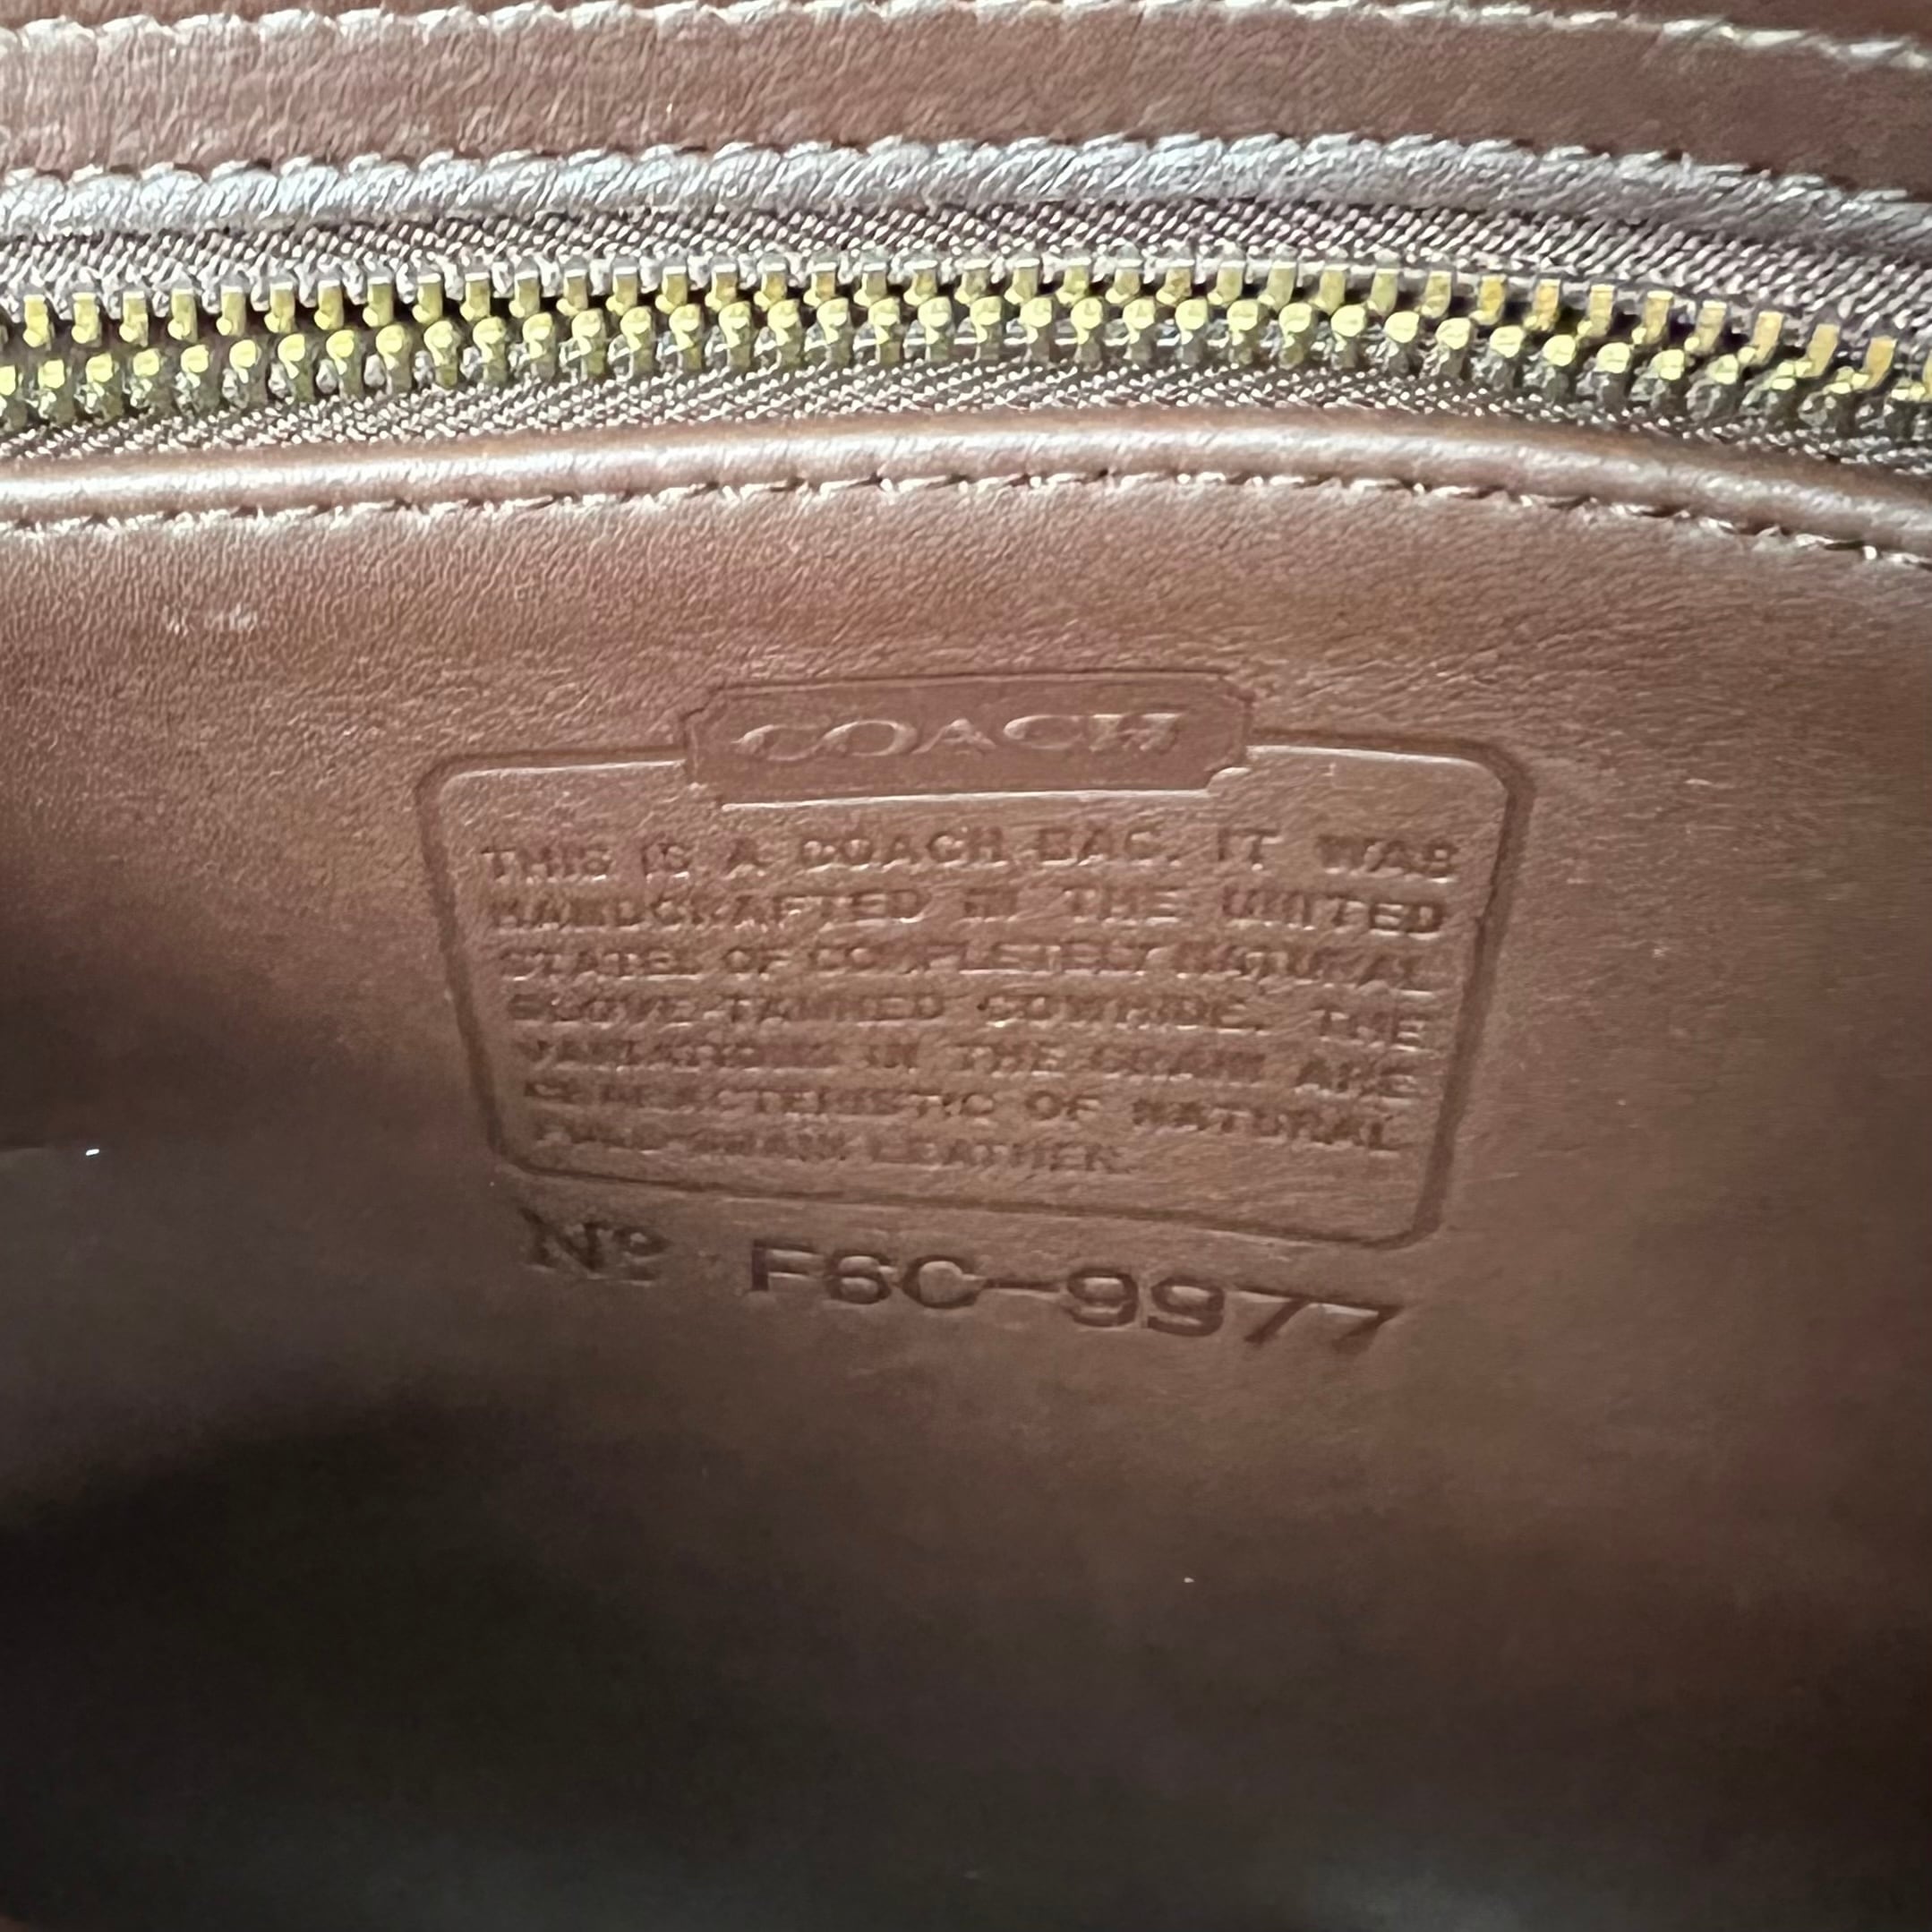 COACH
THIS IS A COACH BAG. IT WAS
HANDCRAFTED IN THE UNITED
STATES OF COMPLETELY NATURAL
GLOVE-TANNED COWHIDE. THE
VARIATIONS IN THE GRAIN ARE
CHARACTERISTIC OF NATURAL
FULL-GRAIN LEATHER.
Nº F6C-9977